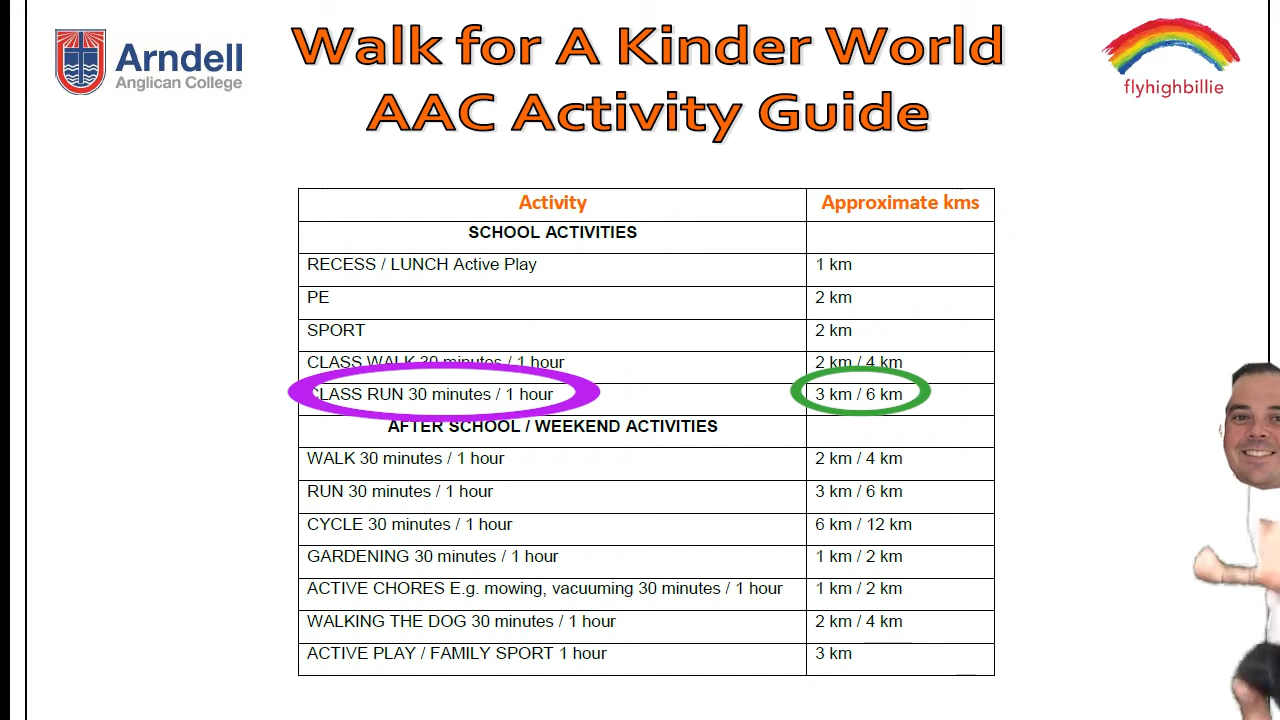 Arndell
Anglican College
Walk for A Kinder World
AAC Activity Guide
flyhighbillie
Activity Approximate kms
SCHOOL ACTIVITIES
RECESS / LUNCH Active Play 1 km
PE 2 km
SPORT 2 km
CLASS WALK 30 minutes / 1 hour 2 km / 4 km
CLASS RUN 30 minutes / 1 hour 3 km / 6 km
AFTER SCHOOL / WEEKEND ACTIVITIES
WALK 30 minutes / 1 hour 2 km / 4 km
RUN 30 minutes / 1 hour 3 km / 6 km
CYCLE 30 minutes / 1 hour 6 km / 12 km
GARDENING 30 minutes / 1 hour 1 km / 2 km
ACTIVE CHORES E.g. mowing, vacuuming 30 minutes / 1 hour 1 km / 2 km
WALKING THE DOG 30 minutes / 1 hour 2 km / 4 km
ACTIVE PLAY / FAMILY SPORT 1 hour 3 km